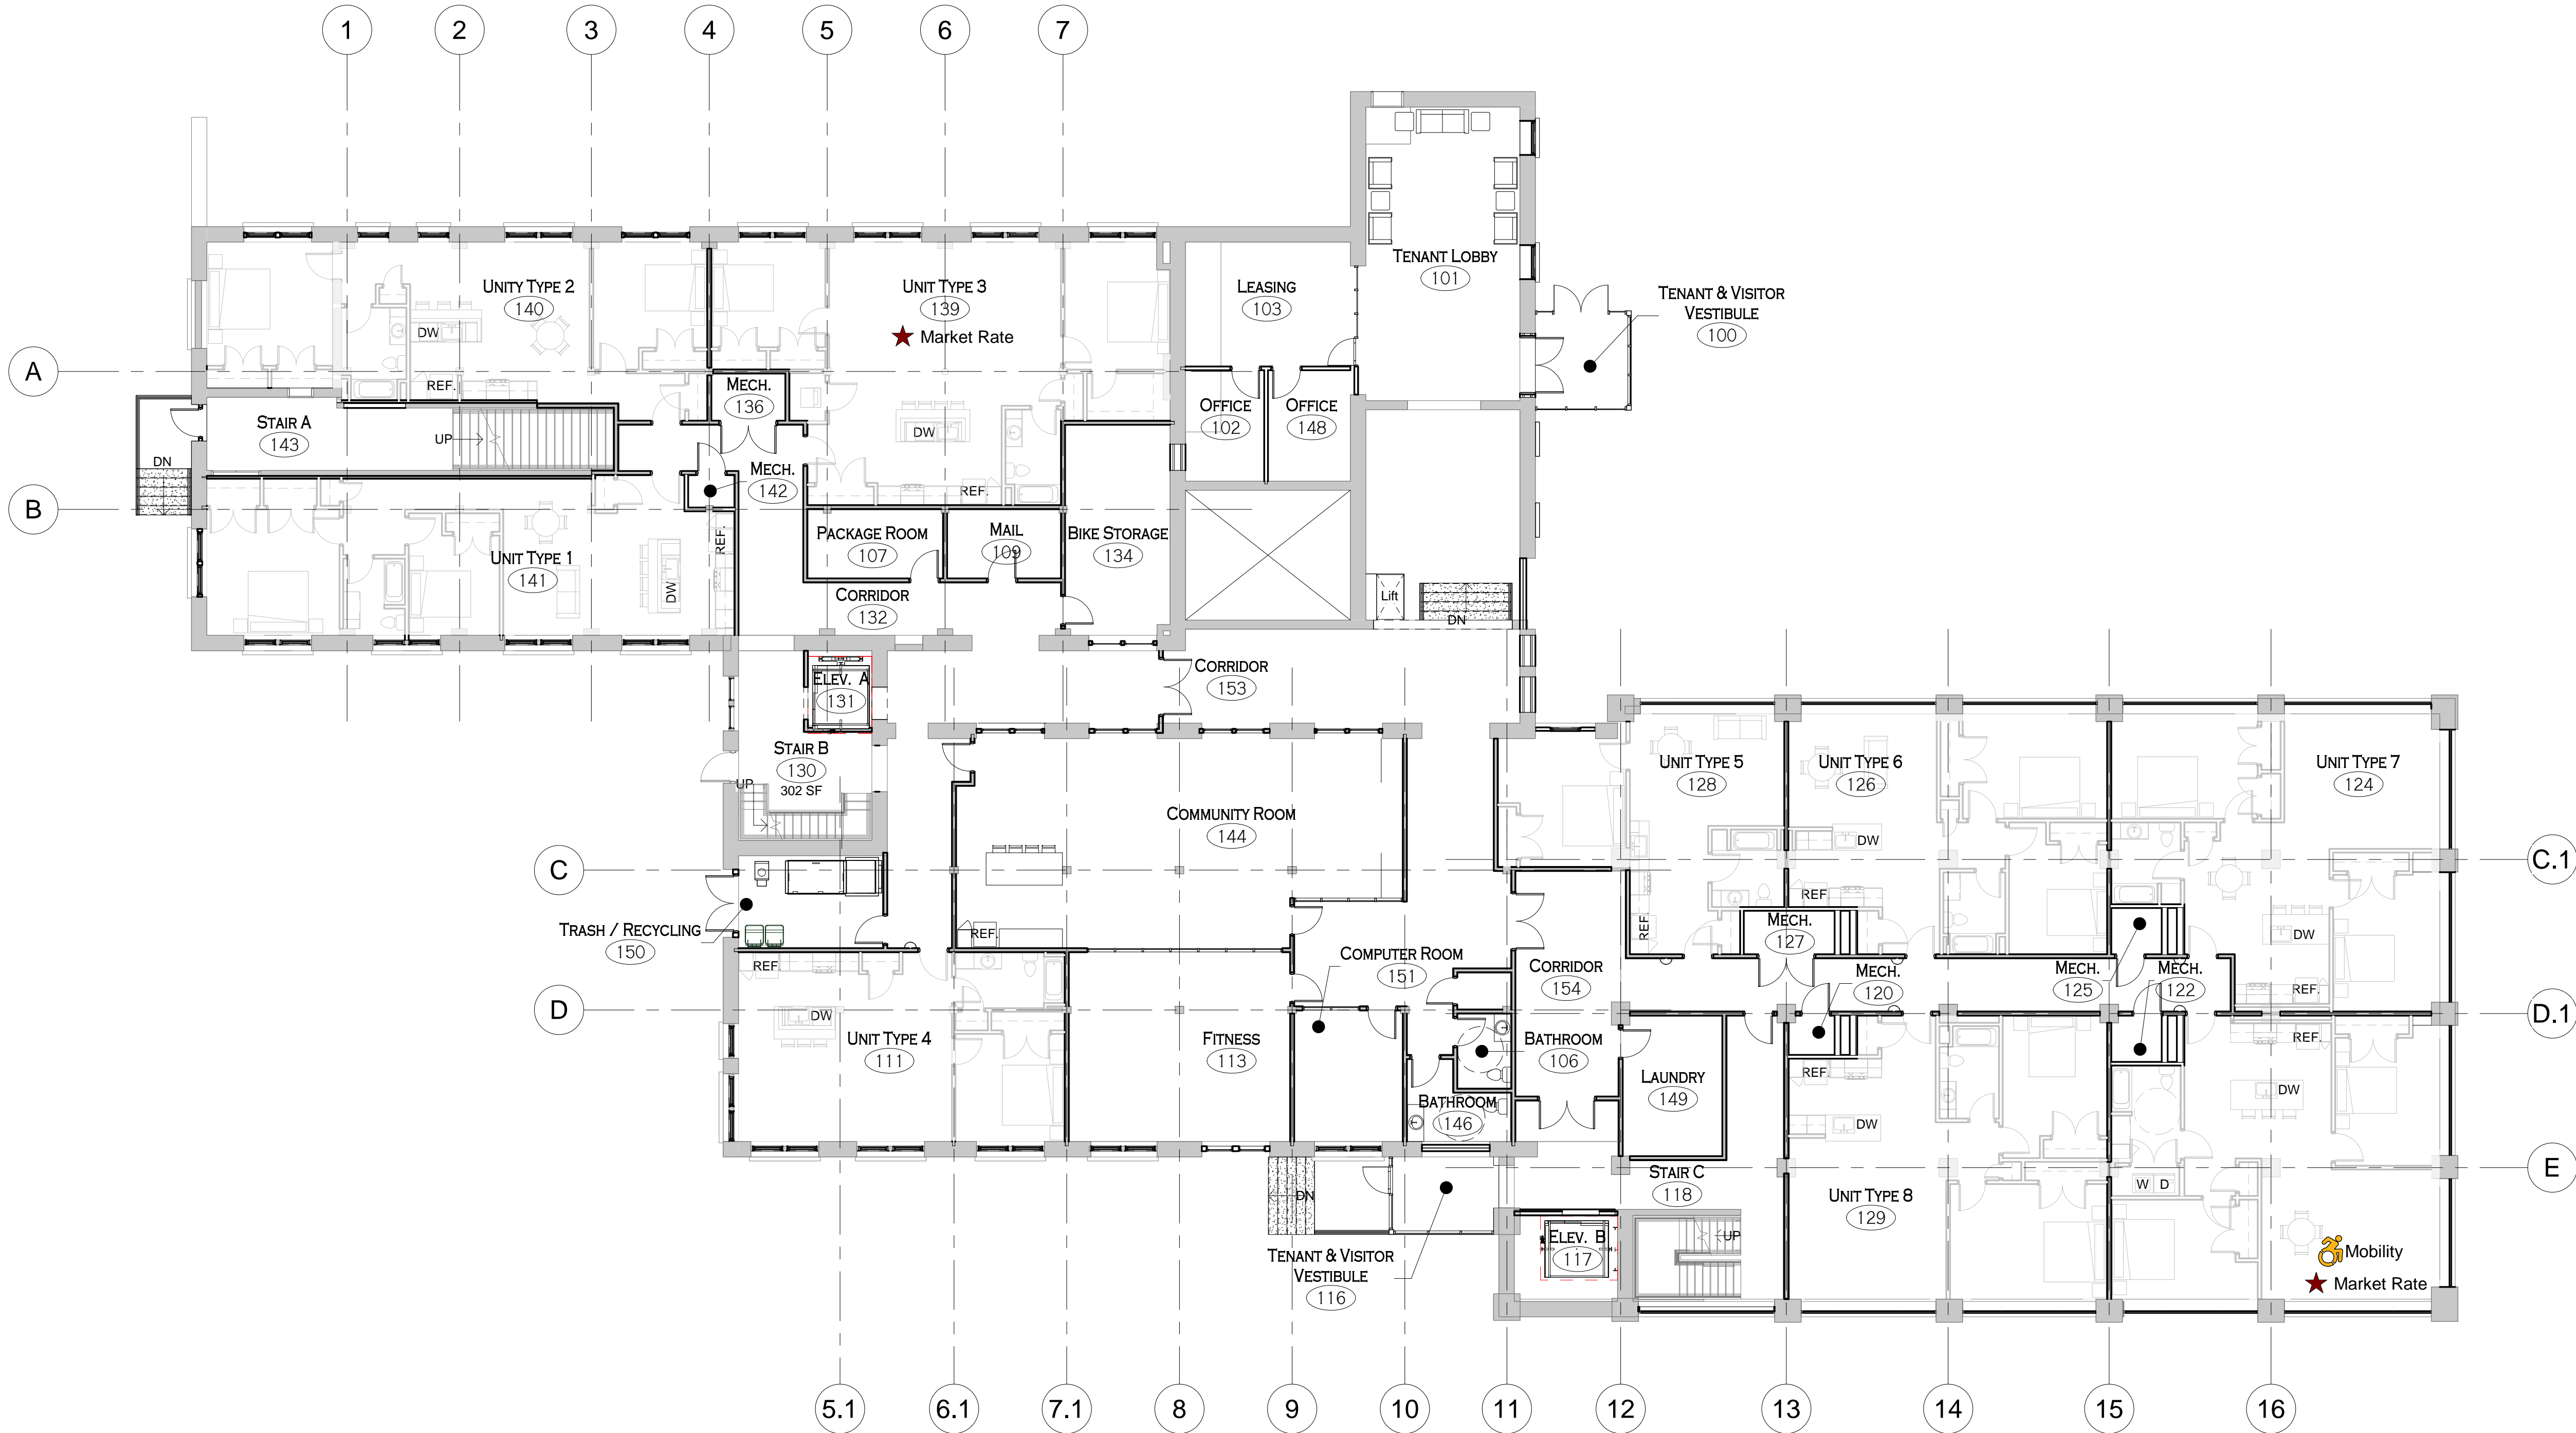 1
2
3
4
5
6
7
TENANT LOBBY
101
UNITY TYPE 2
140
UNIT TYPE 3
139
Market Rate
LEASING
103
TENANT & VISITOR
VESTIBULE
100
DW
A
REF.
MECH.
136
OFFICE
102
OFFICE
148
STAIR A
143
UP
DW
DN
MECH.
142
REF.
B
PACKAGE ROOM
107
MAIL
109
BIKE STORAGE
134
REF.
UNIT TYPE 1
141
DW
CORRIDOR
132
Lift
DN
CORRIDOR
153
ELEV. A
131
STAIR B
130
302 SF
UP
UNIT TYPE 5
128
UNIT TYPE 6
126
UNIT TYPE 7
124
COMMUNITY ROOM
144
DW
C
C.1
REF.
REF.
TRASH / RECYCLING
150
REF.
MECH.
127
DW
COMPUTER ROOM
151
REF.
CORRIDOR
154
MECH.
120
MECH.
125
MECH.
122
REF.
D
D.1
DW
UNIT TYPE 4
111
FITNESS
113
BATHROOM
106
REF.
REF.
LAUNDRY
149
DW
BATHROOM
146
DW
E
STAIR C
118
W
D
DN
UNIT TYPE 8
129
ELEV. B
117
UP
TENANT & VISITOR
VESTIBULE
116
Mobility
Market Rate
5.1
6.1
7.1
8
9
10
11
12
13
14
15
16